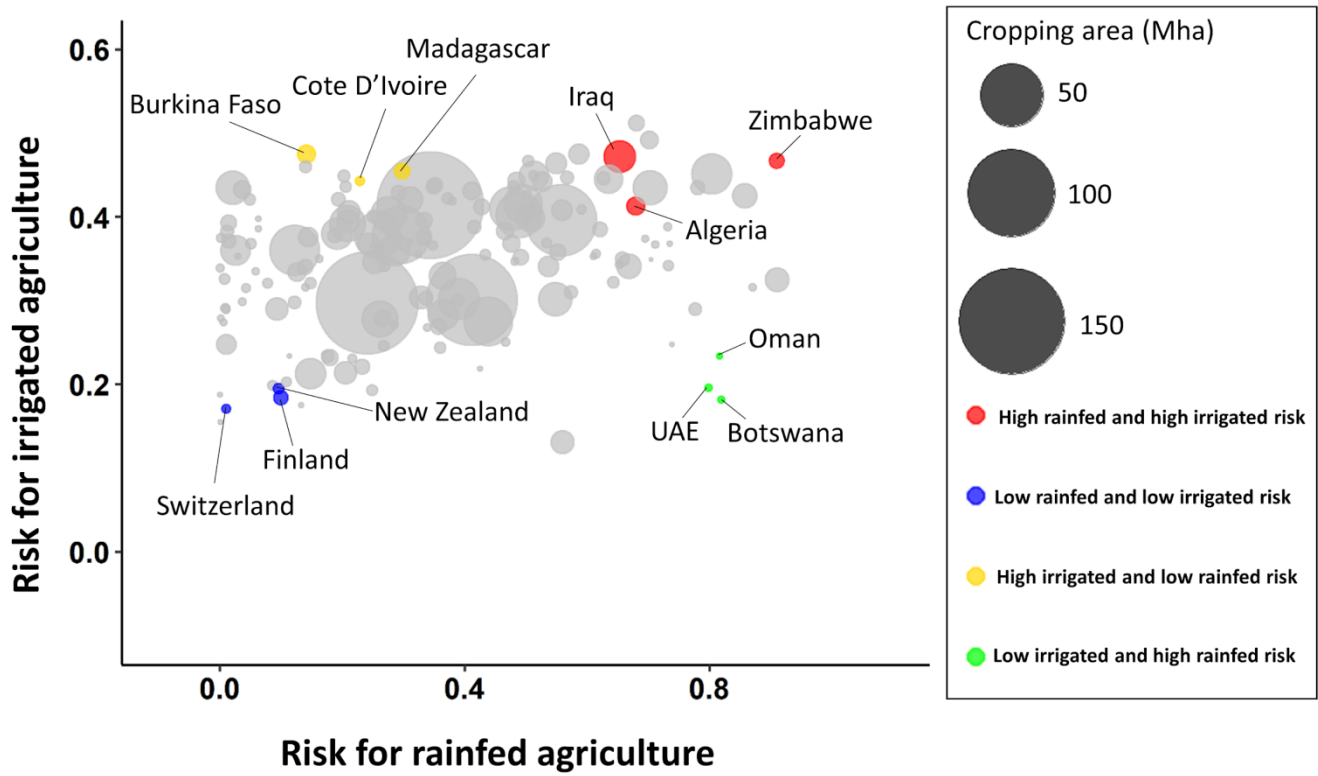 Risk for irrigated agriculture
0.6
0.4
0.2
0.0
Madagascar
Cote D'Ivoire
Burkina Faso
Iraq
Zimbabwe
Algeria
Oman
UAE
Botswana
New Zealand
Finland
Switzerland
0.0
0.4
0.8
Risk for rainfed agriculture
Cropping area (Mha)
50
100
150
High rainfed and high irrigated risk
Low rainfed and low irrigated risk
High irrigated and low rainfed risk
Low irrigated and high rainfed risk